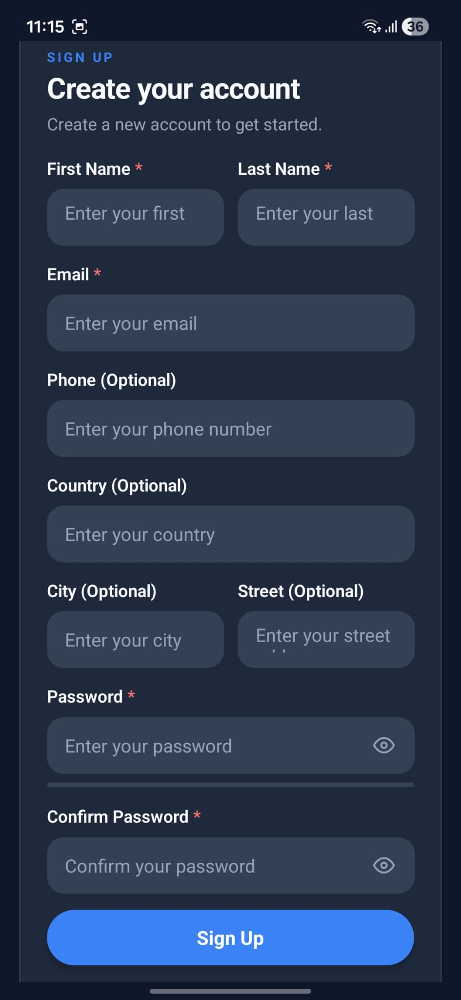 11:15
36
SIGN UP
Create your account
Create a new account to get started.
First Name * Last Name *
Enter your first Enter your last
Email *
Enter your email
Phone (Optional)
Enter your phone number
Country (Optional)
Enter your country
City (Optional) Street (Optional)
Enter your city Enter your street
Password *
Enter your password
Confirm Password *
Confirm your password
Sign Up